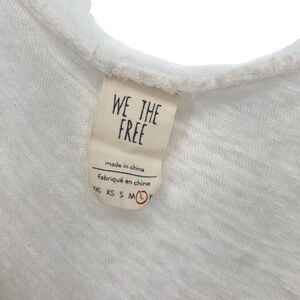 WE THE
FREE
made in china
fabriqué en chine
XS S M L